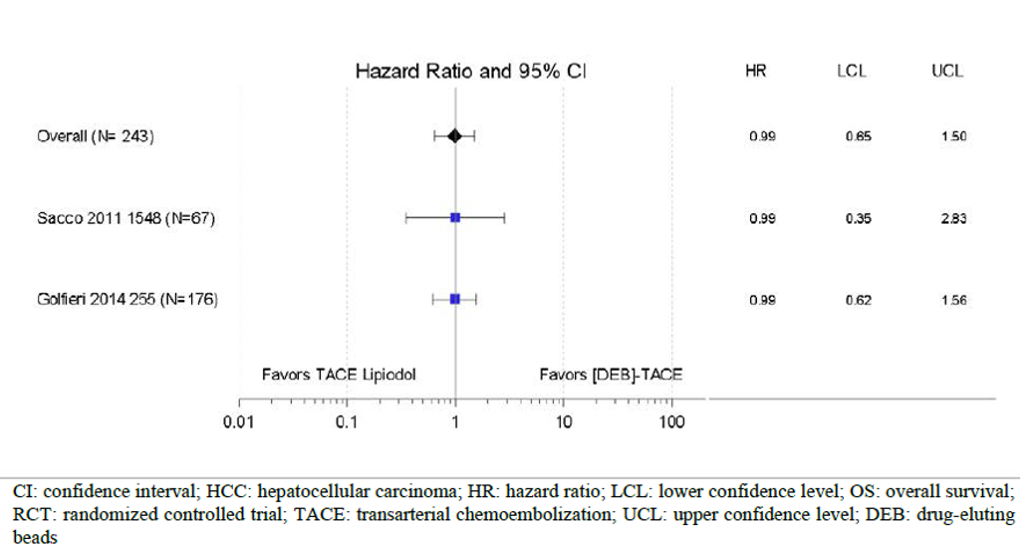 Hazard Ratio and 95% CI HR LCL UCL
Overall (N= 243) 0.99 0.65 1.50
Sacco 2011 1548 (N=67) 0.99 0.35 2.83
Golfieri 2014 255 (N= 176) 0.99 0.62 1.56
Favors TACE Lipiodol Favors [DEB]-TACE
0.01 0.1 1 10 100
CI: confidence interval; HCC: hepatocellular carcinoma; HR: hazard ratio; LCL: lower confidence level; OS: overall survival;
RCT: randomized controlled trial; TACE: transarterial chemoembolization; UCL: upper confidence level; DEB: drug-eluting
beads